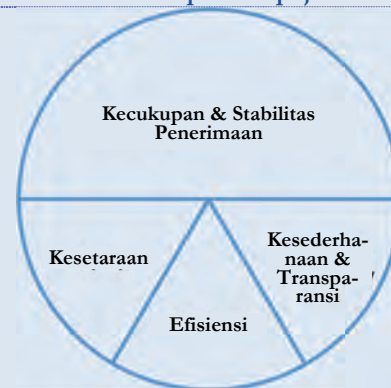 Kecukupan & Stabilitas
Penerimaan
Kesetaraan
Kesederha-
naan &
Transpa-
ransi
Efisiensi